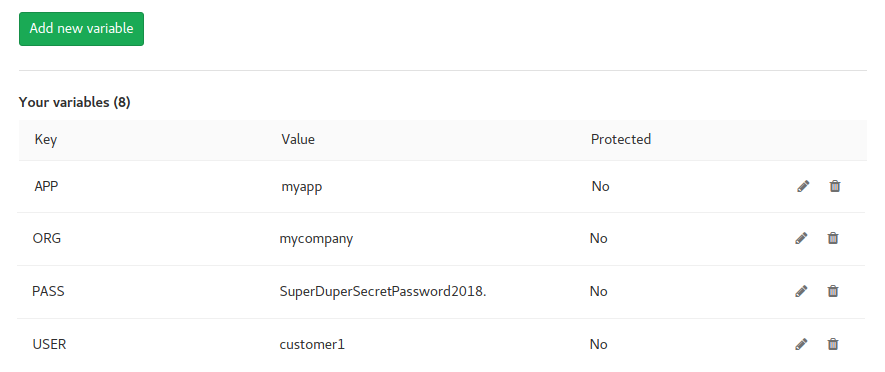 Add new variable
Your variables (8)
Key Value Protected
APP myapp No
ORG mycompany No
PASS SuperDuperSecretPassword2018. No
USER customer1 No